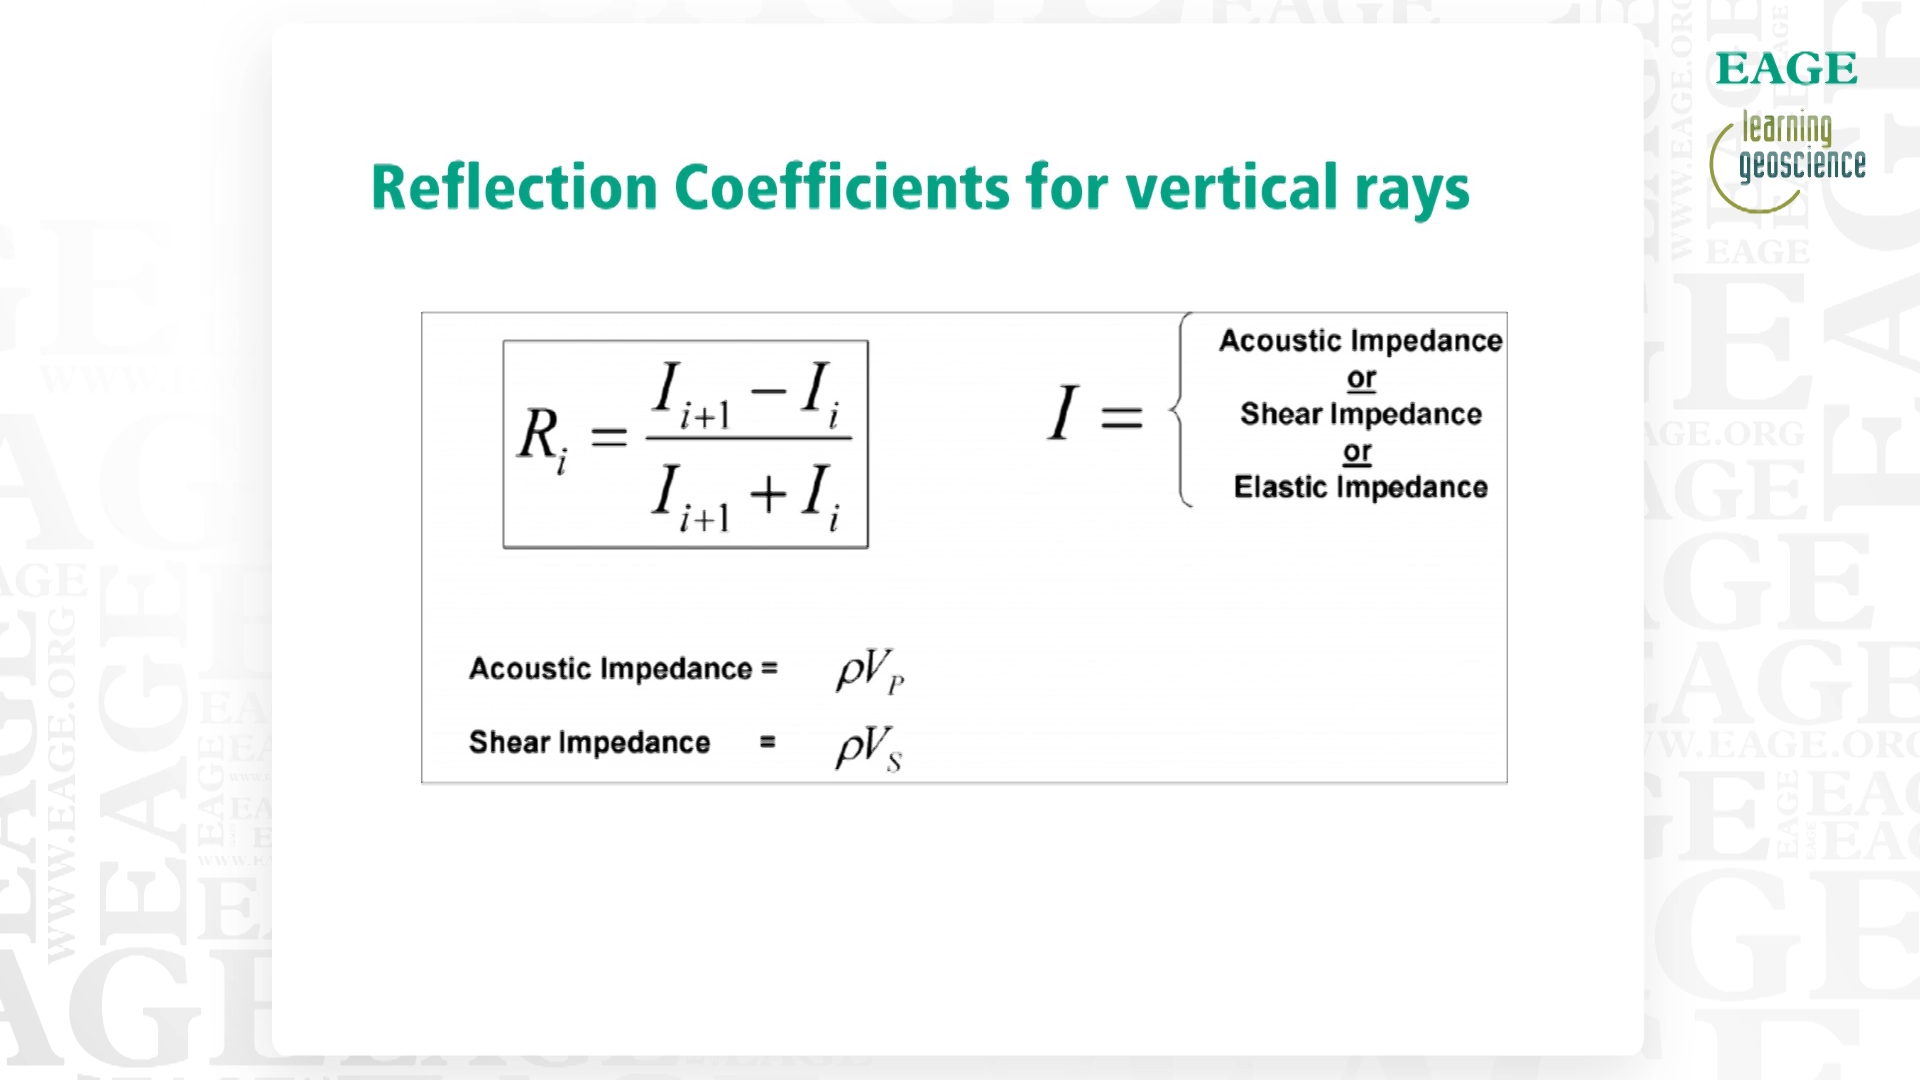 EAGE
learning
geoscience
Reflection Coefficients for vertical rays
R_i = (I_{i+1} − I_i) / (I_{i+1} + I_i)
I = {
Acoustic Impedance
or
Shear Impedance
or
Elastic Impedance
Acoustic Impedance = ρV_P
Shear Impedance = ρV_S